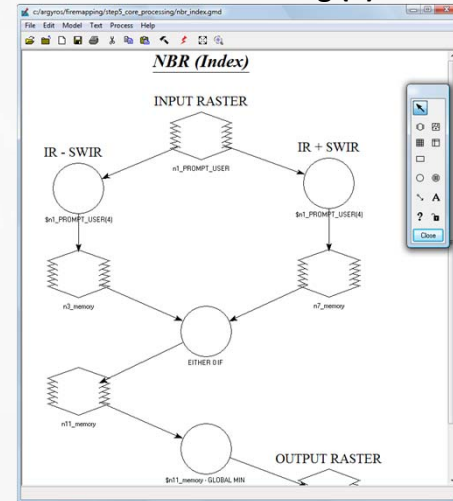 c:/argyros/firemapping/step5_core_processing/nbr_index.gmd
File Edit Model Text Process Help
NBR (Index)
INPUT RASTER
n1_PROMPT_USER
IR - SWIR
IR + SWIR
$n1_PROMPT_USER(4)
$n1_PROMPT_USER(4)
n3_memory
n7_memory
EITHER 0 IF
n11_memory
$n11_memory - GLOBAL MIN
OUTPUT RASTER
A
?
Close